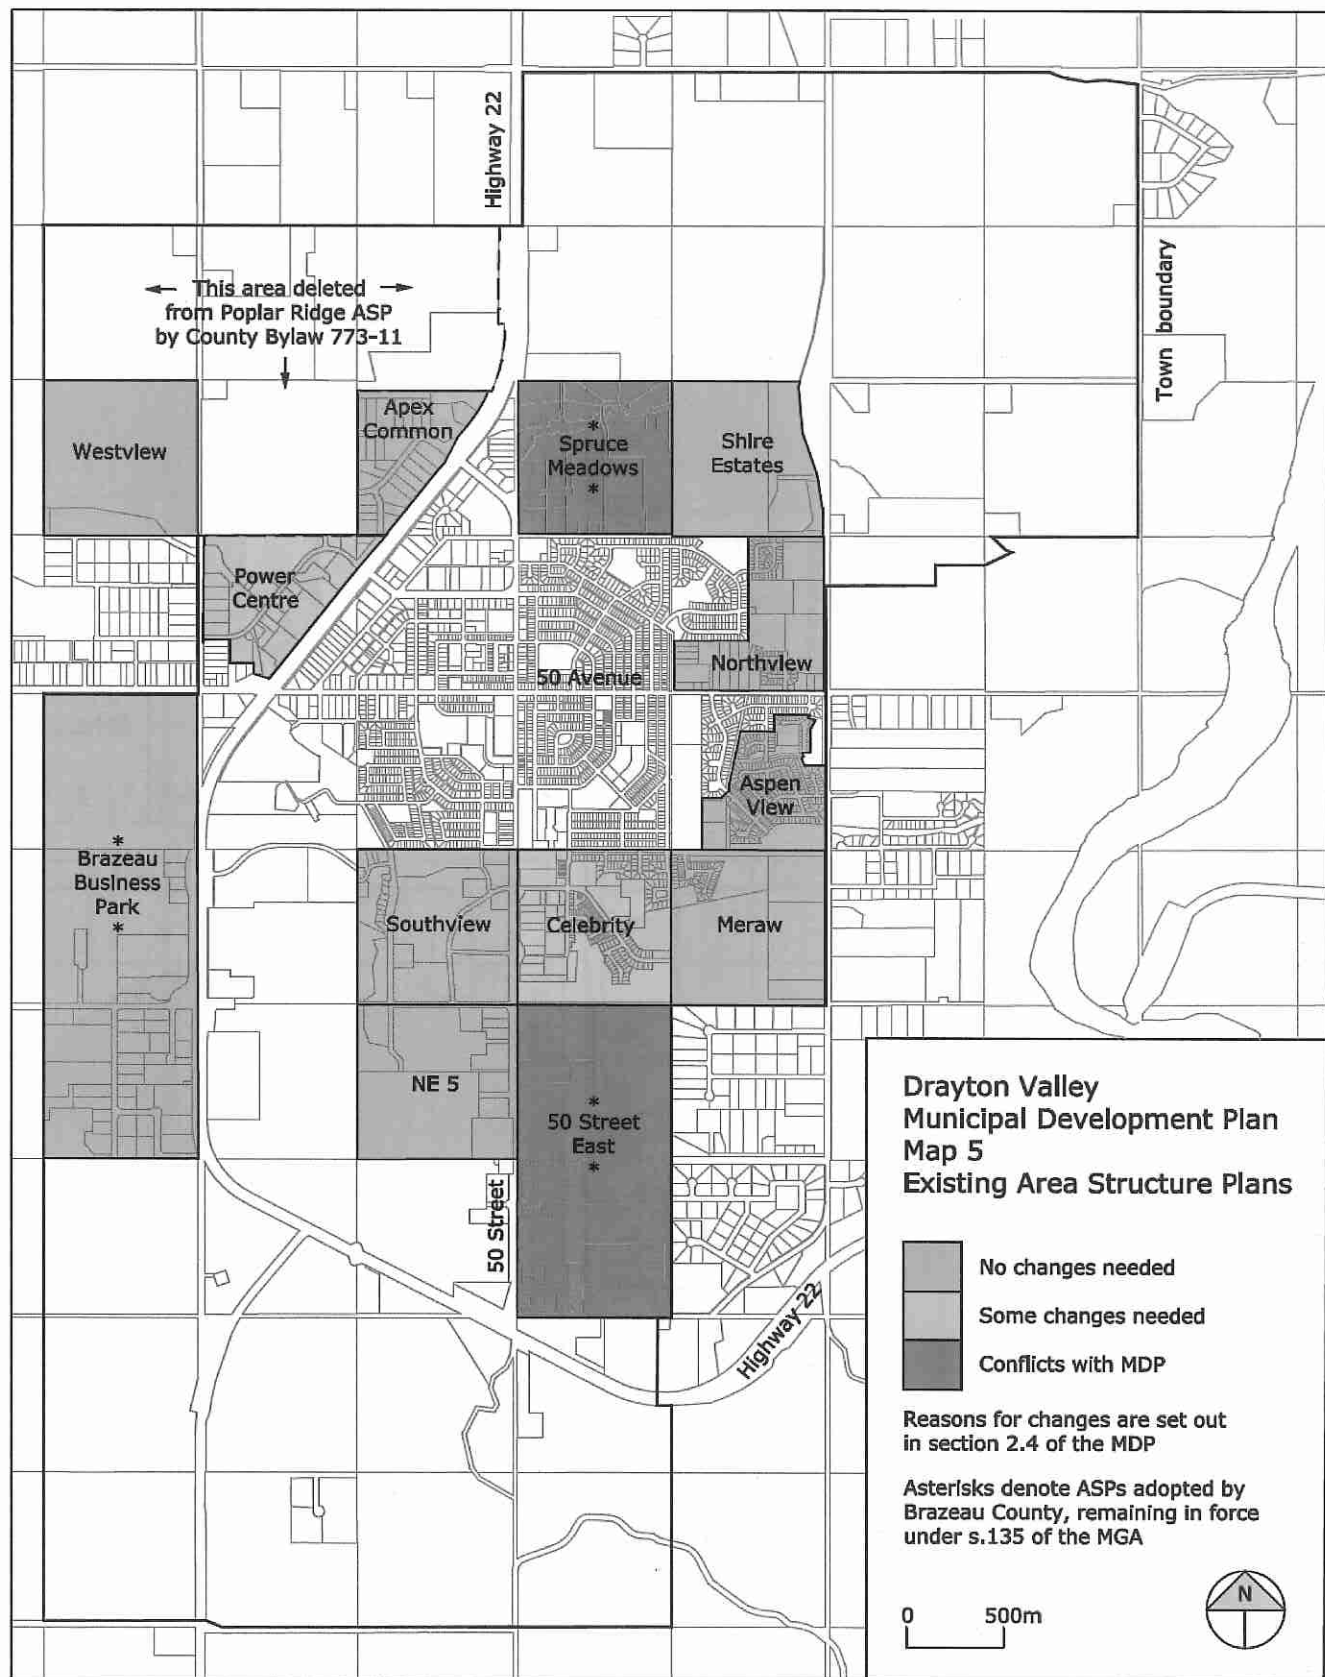 Highway 22
Town boundary
This area deleted
from Poplar Ridge ASP
by County Bylaw 773-11
Westview
Apex
Common
*
Spruce
Meadows
*
Shire
Estates
Power
Centre
Northview
50 Avenue
Aspen
View
*
Brazeau
Business
Park
*
Southview
Celebrity
Meraw
NE 5
*
50 Street
East
*
50 Street
Highway 22
Drayton Valley
Municipal Development Plan
Map 5
Existing Area Structure Plans
No changes needed
Some changes needed
Conflicts with MDP
Reasons for changes are set out
in section 2.4 of the MDP
Asterisks denote ASPs adopted by
Brazeau County, remaining in force
under s.135 of the MGA
0 500m
N